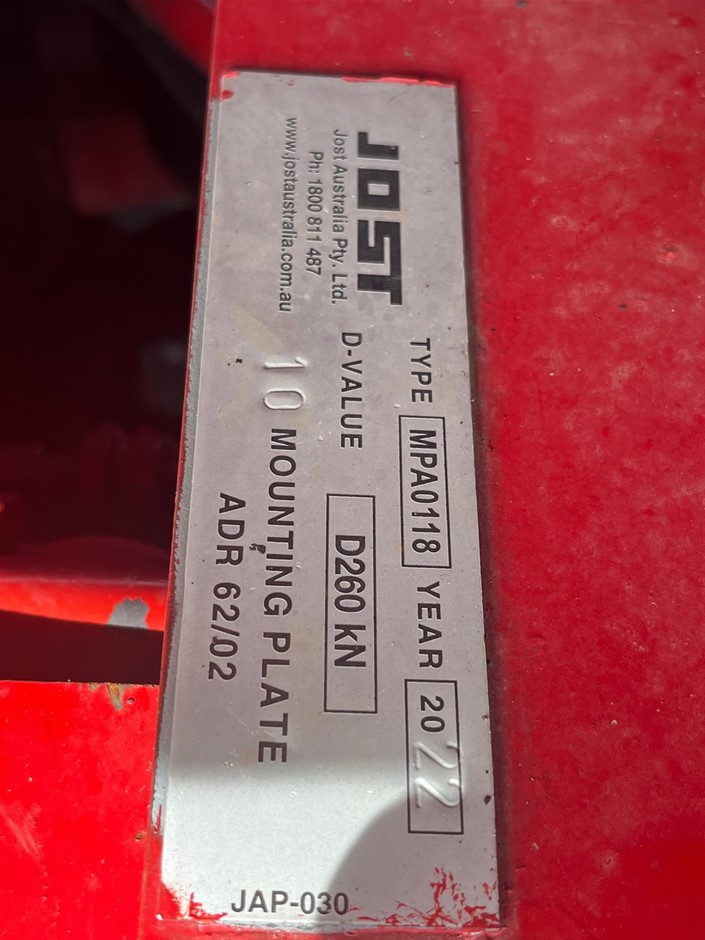 JOST
Jost Australia Pty. Ltd.
Ph: 1800 811 487
www.jostaustralia.com.au
TYPE MPA0118 YEAR 2022
D-VALUE D260 kN
10 MOUNTING PLATE
ADR 62/02
JAP-030